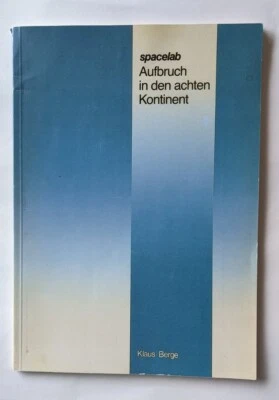 spacelab
Aufbruch
in den achten
Kontinent
Klaus Berge